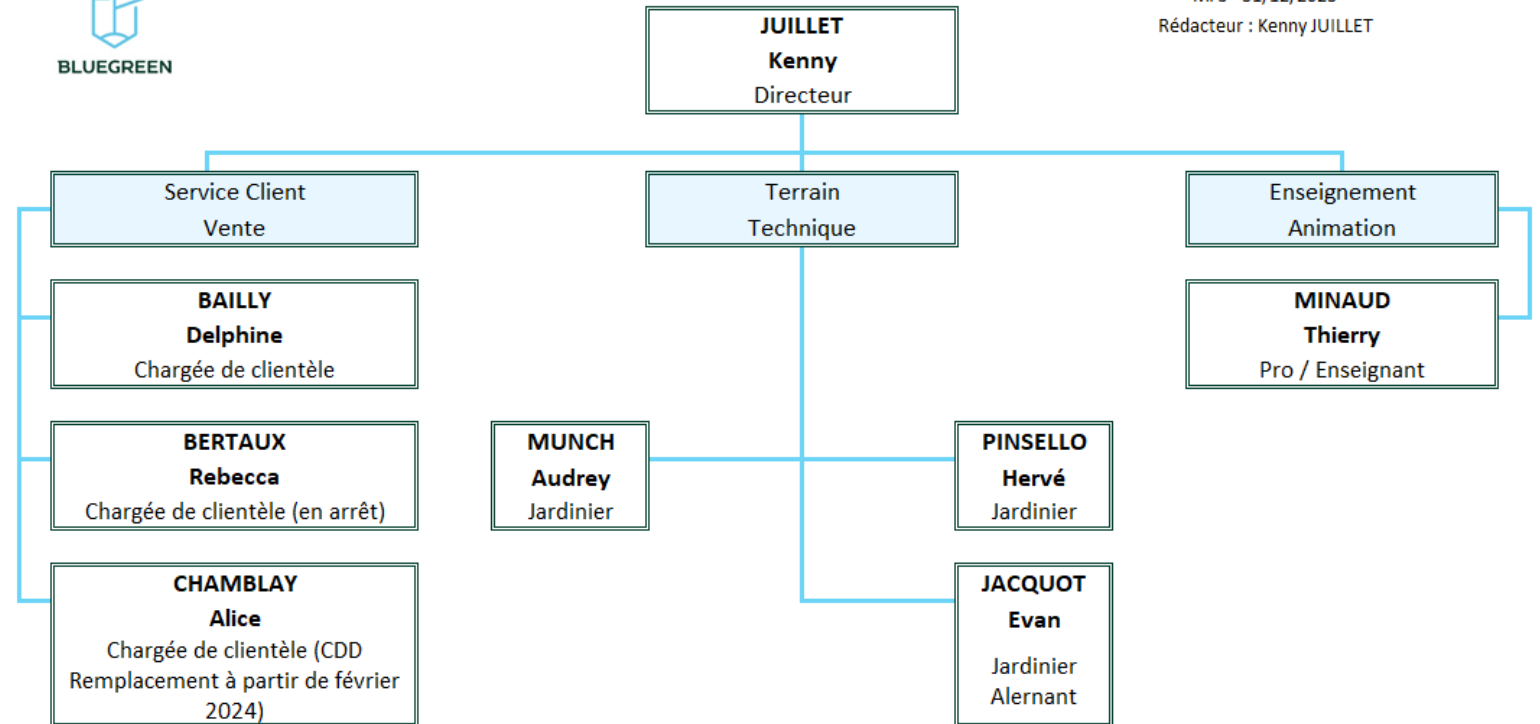 BLUEGREEN
Rédacteur : Kenny JUILLET
JUILLET
Kenny
Directeur
Service Client
Vente
Terrain
Technique
Enseignement
Animation
BAILLY
Delphine
Chargée de clientèle
MINAUD
Thierry
Pro / Enseignant
BERTAUX
Rebecca
Chargée de clientèle (en arrêt)
MUNCH
Audrey
Jardinier
PINSELLO
Hervé
Jardinier
CHAMBLAY
Alice
Chargée de clientèle (CDD
Remplacement à partir de février
2024)
JACQUOT
Evan
Jardinier
Alernant